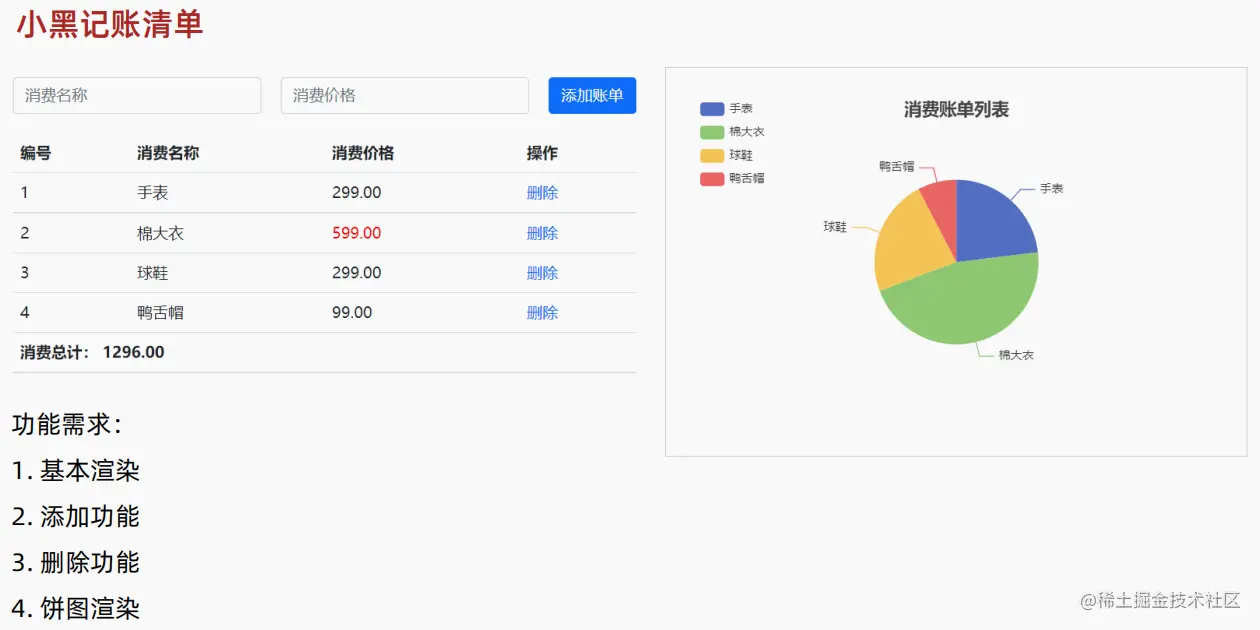 小黑记账清单
消费名称 消费价格 添加账单
编号 消费名称 消费价格 操作
1 手表 299.00 删除
2 棉大衣 599.00 删除
3 球鞋 299.00 删除
4 鸭舌帽 99.00 删除
消费总计： 1296.00
功能需求：
1. 基本渲染
2. 添加功能
3. 删除功能
4. 饼图渲染
消费账单列表
手表
棉大衣
球鞋
鸭舌帽
鸭舌帽
手表
球鞋
棉大衣
@稀土掘金技术社区